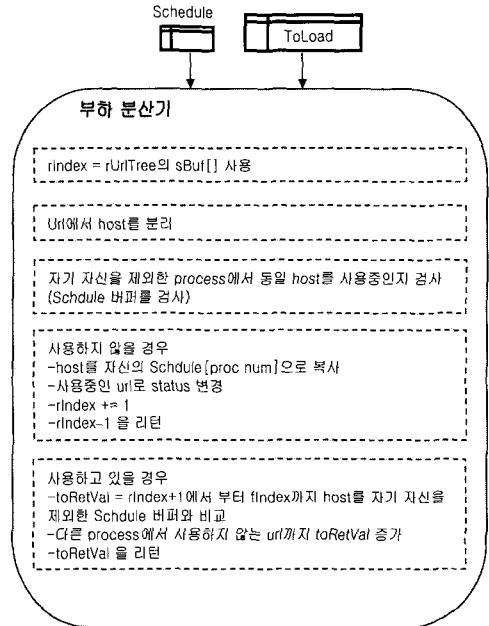 Schedule
ToLoad
부하 분산기
rIndex = rUrlTree의 sBuf[] 사용
Url에서 host를 분리
자기 자신을 제외한 process에서 동일 host를 사용중인지 검사
(Schdule 버퍼를 검사)
사용하지 않을 경우
-host를 자신의 Schdule[proc num]으로 복사
-사용중인 url로 status 변경
-rIndex += 1
-rIndex-1 을 리턴
사용하고 있을 경우
-toRetVal = rIndex+1에서 부터 fIndex까지 host를 자기 자신을
제외한 Schdule 버퍼와 비교
-다른 process에서 사용하지 않는 url까지 toRetVal 증가
-toRetVal 을 리턴